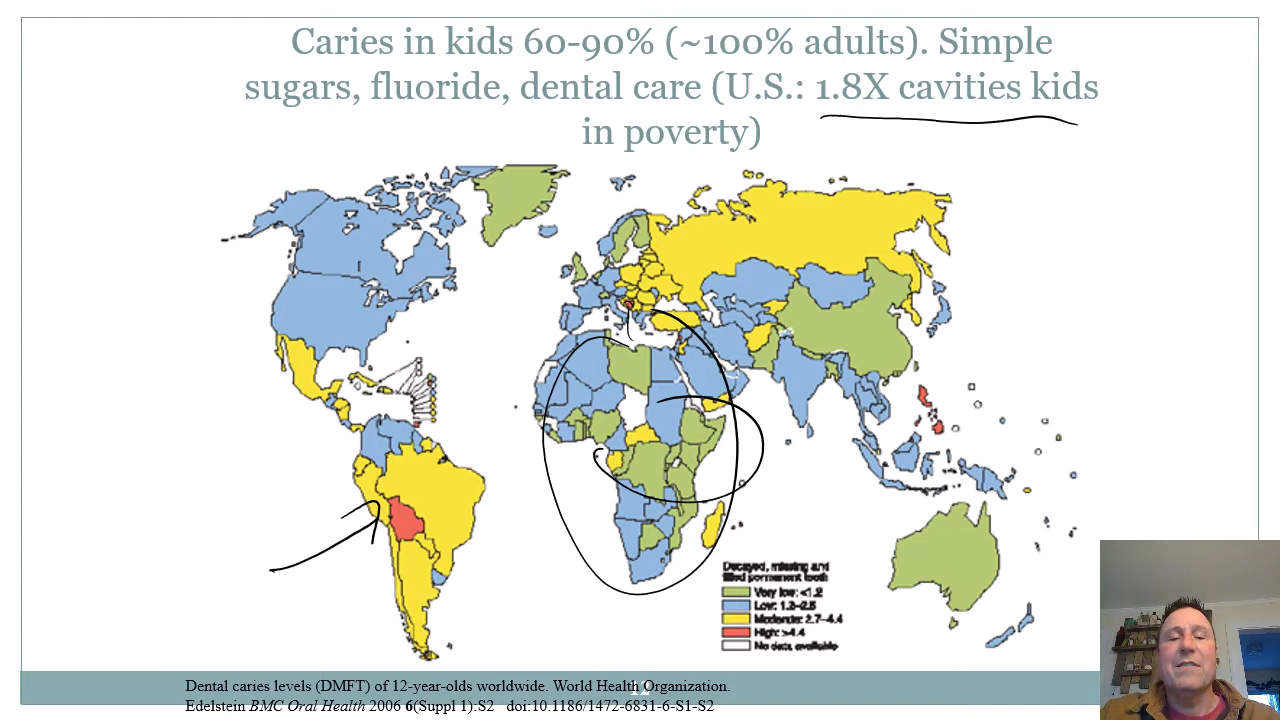 Caries in kids 60-90% (~100% adults). Simple
sugars, fluoride, dental care (U.S.: 1.8X cavities kids
in poverty)
Decayed, missing and
filled permanent teeth
Very low: <1.2
Low: 1.2–2.6
Moderate: 2.7–4.4
High: >4.4
No data available
12
Dental caries levels (DMFT) of 12-year-olds worldwide. World Health Organization.
Edelstein BMC Oral Health 2006 6(Suppl 1):S2 doi:10.1186/1472-6831-6-S1-S2